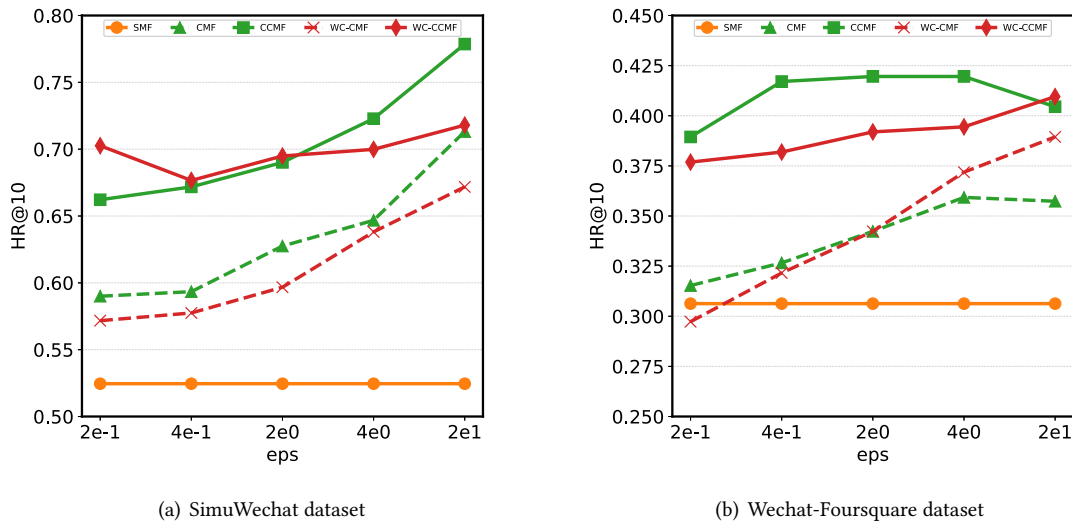 0.80
0.75
0.70
0.65
0.60
0.55
0.50
HR@10
SMF CMF CCMF WC-CMF WC-CCMF
2e-1 4e-1 2e0 4e0 2e1
eps
(a) SimuWechat dataset
0.450
0.425
0.400
0.375
0.350
0.325
0.300
0.275
0.250
HR@10
SMF CMF CCMF WC-CMF WC-CCMF
2e-1 4e-1 2e0 4e0 2e1
eps
(b) Wechat-Foursquare dataset